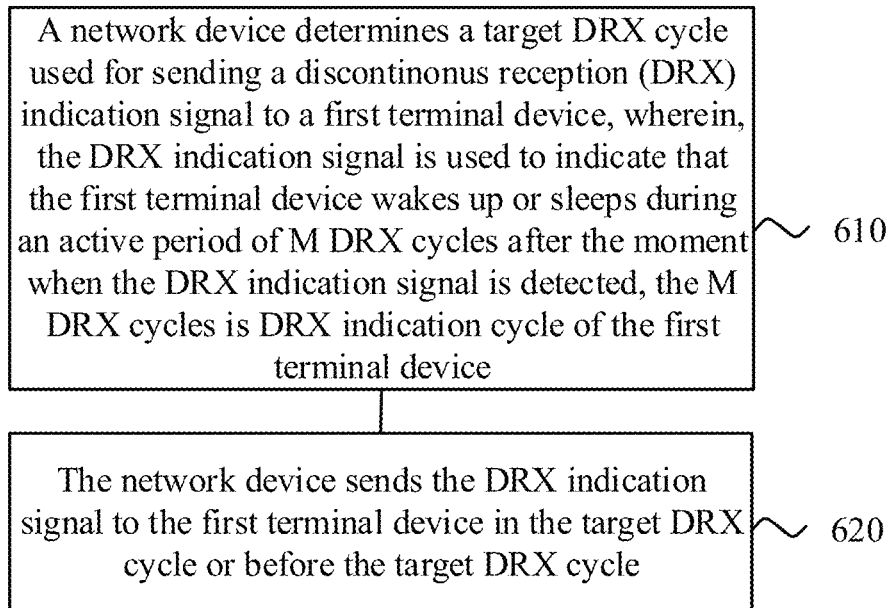 A network device determines a target DRX cycle
used for sending a discontinonus reception (DRX)
indication signal to a first terminal device, wherein,
the DRX indication signal is used to indicate that
the first terminal device wakes up or sleeps during
an active period of M DRX cycles after the moment
when the DRX indication signal is detected, the M
DRX cycles is DRX indication cycle of the first
terminal device
610
The network device sends the DRX indication
signal to the first terminal device in the target DRX
cycle or before the target DRX cycle
620